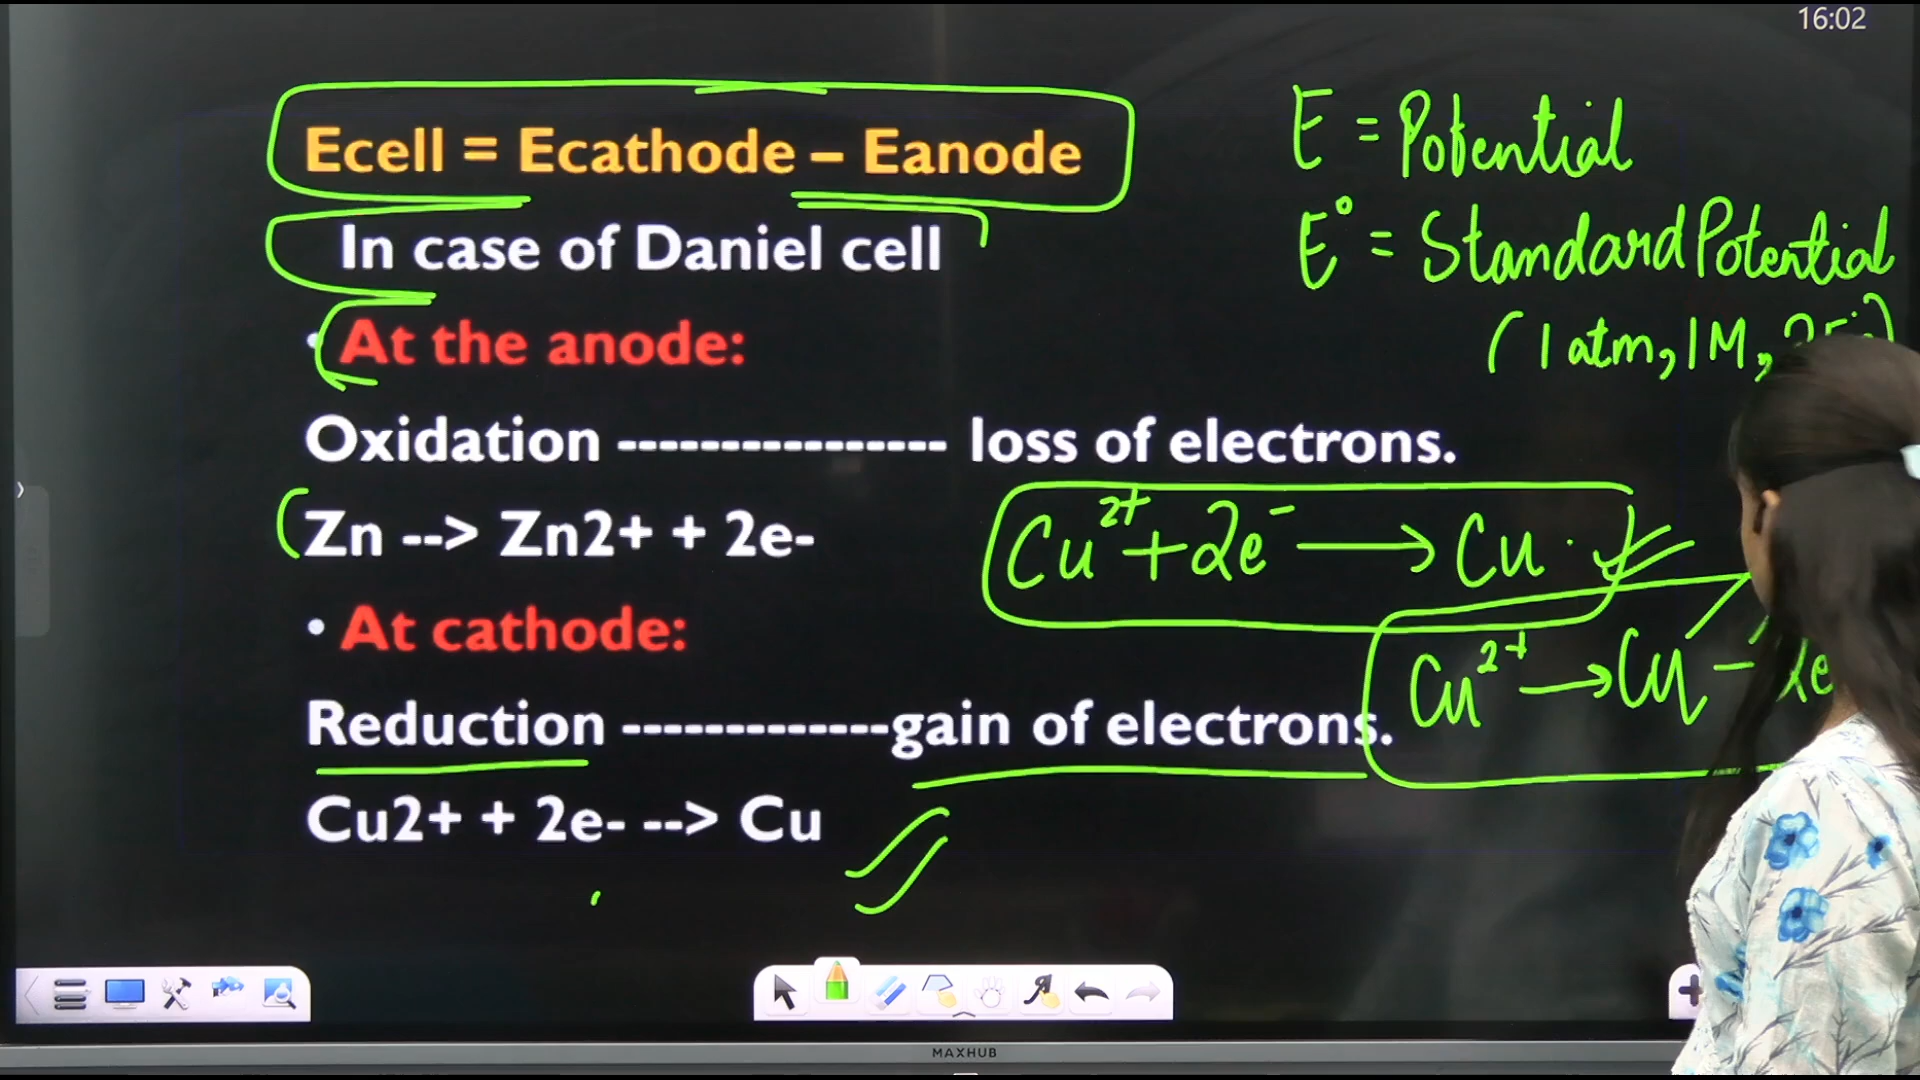 16:02
Ecell = Ecathode – Eanode
E = Potential
In case of Daniel cell
E° = Standard Potential
(1 atm, 1M,
• At the anode:
Oxidation ---------------- loss of electrons.
Zn --> Zn2+ + 2e-
Cu²⁺ + 2e⁻ → Cu
• At cathode:
Cu²⁺ → Cu – 2e
Reduction -------------gain of electrons.
Cu2+ + 2e- --> Cu
MAXHUB